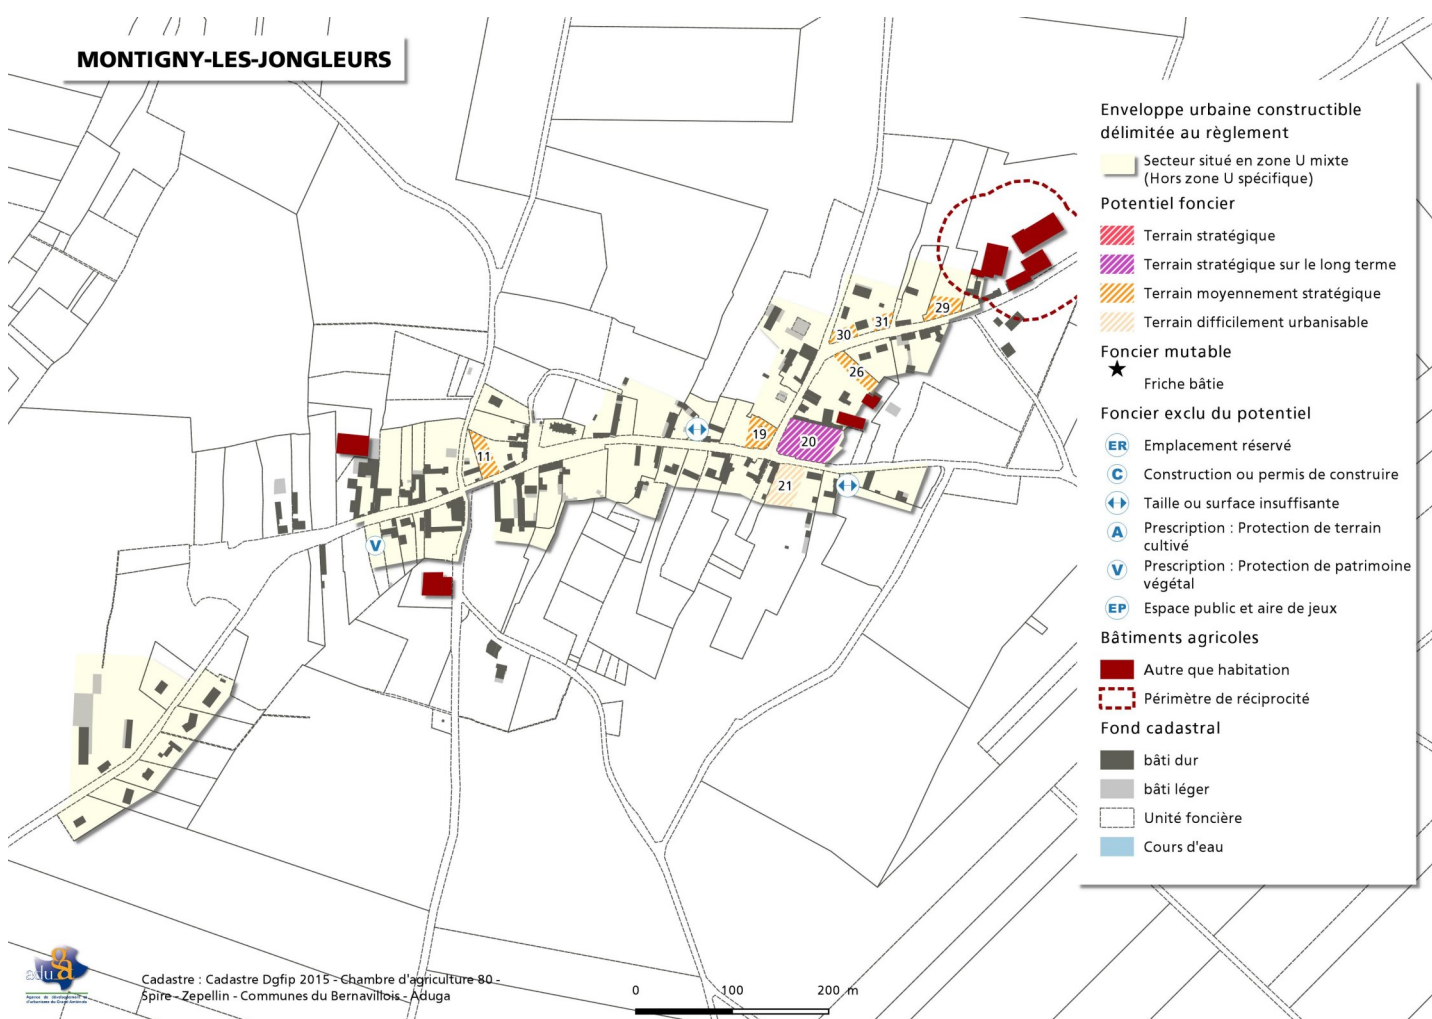 MONTIGNY-LES-JONGLEURS
Enveloppe urbaine constructible
délimitée au règlement
Secteur situé en zone U mixte
(Hors zone U spécifique)
Potentiel foncier
Terrain stratégique
Terrain stratégique sur le long terme
Terrain moyennement stratégique
Terrain difficilement urbanisable
Foncier mutable
Friche bâtie
Foncier exclu du potentiel
ER Emplacement réservé
C Construction ou permis de construire
Taille ou surface insuffisante
A Prescription : Protection de terrain
cultivé
V Prescription : Protection de patrimoine
végétal
EP Espace public et aire de jeux
Bâtiments agricoles
Autre que habitation
Périmètre de réciprocité
Fond cadastral
bâti dur
bâti léger
Unité foncière
Cours d'eau
29
31
30
26
19
20
11
21
V
aduga
Cadastre : Cadastre Dgfip 2015 - Chambre d'agriculture 80 -
Spire - Zepellin - Communes du Bernavillois - Aduga
0 100 200 m